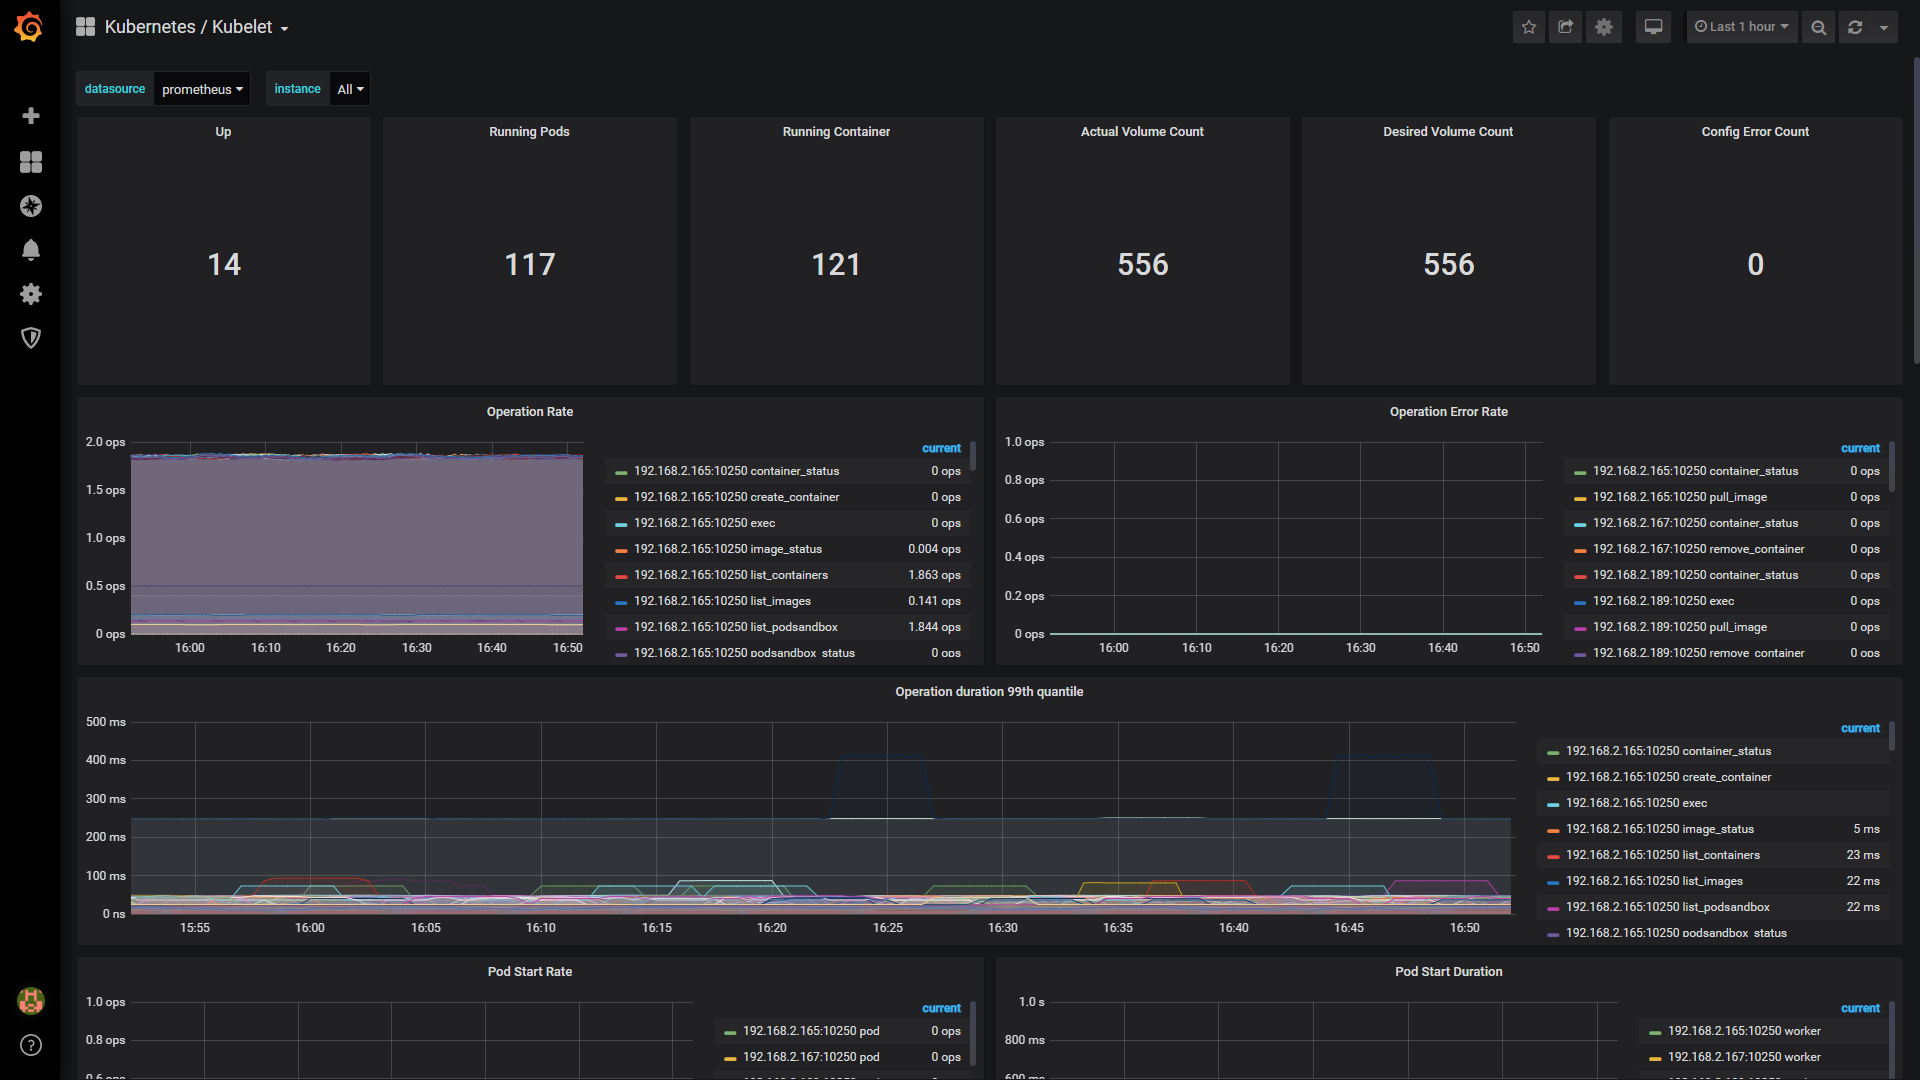 Kubernetes / Kubelet
Last 1 hour
datasource prometheus instance All
Up
14
Running Pods
117
Running Container
121
Actual Volume Count
556
Desired Volume Count
556
Config Error Count
0
Operation Rate
2.0 ops
1.5 ops
1.0 ops
0.5 ops
0 ops
16:00 16:10 16:20 16:30 16:40 16:50
current
192.168.2.165:10250 container_status 0 ops
192.168.2.165:10250 create_container 0 ops
192.168.2.165:10250 exec 0 ops
192.168.2.165:10250 image_status 0.004 ops
192.168.2.165:10250 list_containers 1.863 ops
192.168.2.165:10250 list_images 0.141 ops
192.168.2.165:10250 list_podsandbox 1.844 ops
192.168.2.165:10250 podsandbox_status 0 ops
Operation Error Rate
1.0 ops
0.8 ops
0.6 ops
0.4 ops
0.2 ops
0 ops
16:00 16:10 16:20 16:30 16:40 16:50
current
192.168.2.165:10250 container_status 0 ops
192.168.2.165:10250 pull_image 0 ops
192.168.2.167:10250 container_status 0 ops
192.168.2.167:10250 remove_container 0 ops
192.168.2.189:10250 container_status 0 ops
192.168.2.189:10250 exec 0 ops
192.168.2.189:10250 pull_image 0 ops
192.168.2.189:10250 remove_container 0 ops
Operation duration 99th quantile
500 ms
400 ms
300 ms
200 ms
100 ms
0 ns
15:55 16:00 16:05 16:10 16:15 16:20 16:25 16:30 16:35 16:40 16:45 16:50
current
192.168.2.165:10250 container_status
192.168.2.165:10250 create_container
192.168.2.165:10250 exec
192.168.2.165:10250 image_status 5 ms
192.168.2.165:10250 list_containers 23 ms
192.168.2.165:10250 list_images 22 ms
192.168.2.165:10250 list_podsandbox 22 ms
192.168.2.165:10250 podsandbox_status
Pod Start Rate
1.0 ops
0.8 ops
0.6 ops
current
192.168.2.165:10250 pod 0 ops
192.168.2.167:10250 pod 0 ops
Pod Start Duration
1.0 s
800 ms
600 ms
current
192.168.2.165:10250 worker
192.168.2.167:10250 worker